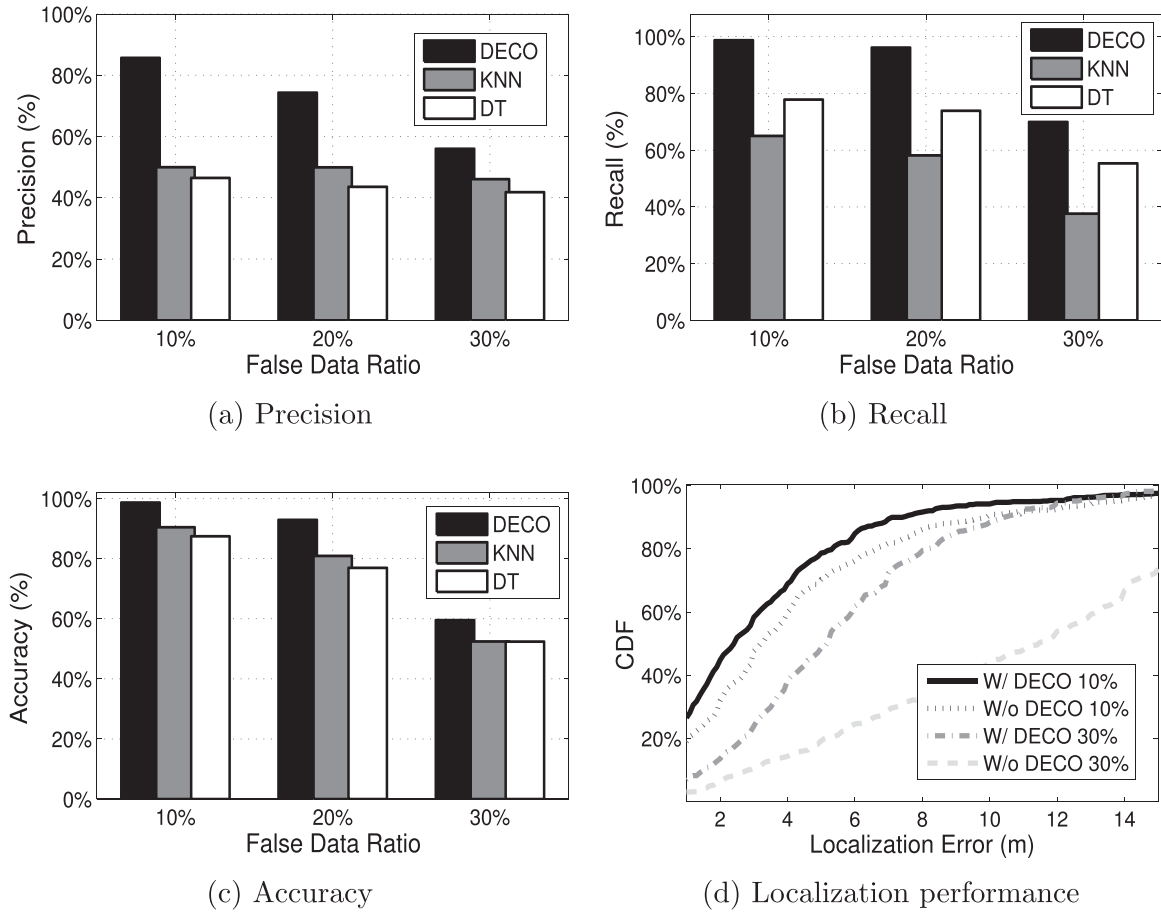 100%
80%
60%
40%
20%
0%
Precision (%)
DECO
KNN
DT
10%
20%
30%
False Data Ratio
(a) Precision
100%
80%
60%
40%
20%
0%
Recall (%)
DECO
KNN
DT
10%
20%
30%
False Data Ratio
(b) Recall
100%
80%
60%
40%
20%
0%
Accuracy (%)
DECO
KNN
DT
10%
20%
30%
False Data Ratio
(c) Accuracy
100%
80%
60%
40%
20%
CDF
W/ DECO 10%
W/o DECO 10%
W/ DECO 30%
W/o DECO 30%
2
4
6
8
10
12
14
Localization Error (m)
(d) Localization performance